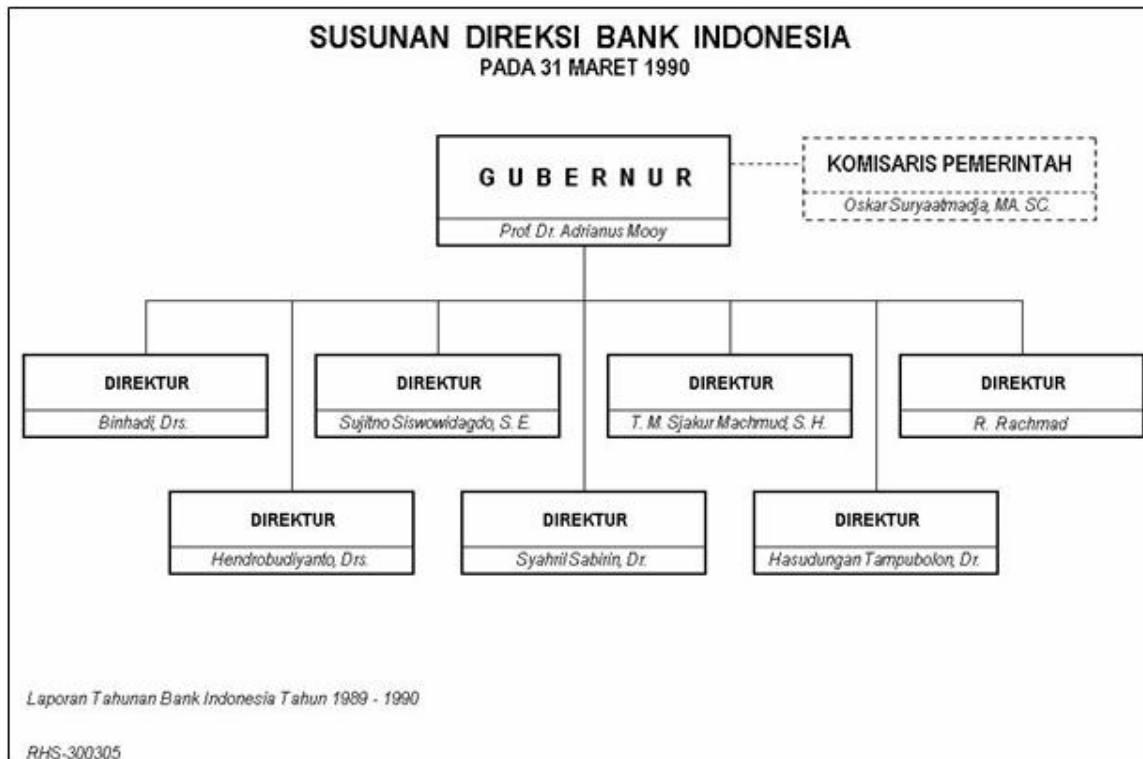 SUSUNAN DIREKSI BANK INDONESIA
PADA 31 MARET 1990
G U B E R N U R
Prof. Dr. Adrianus Mooy
KOMISARIS PEMERINTAH
Oskar Suryaatmadja, MA. SC.
DIREKTUR
Binhadi, Drs.
DIREKTUR
Sujitno Siswowidagdo, S. E.
DIREKTUR
T. M. Sjakur Machmud, S. H.
DIREKTUR
R. Rachmad
DIREKTUR
Hendrobudiyanto, Drs.
DIREKTUR
Syahril Sabirin, Dr.
DIREKTUR
Hasudungan Tampubolon, Dr.
Laporan Tahunan Bank Indonesia Tahun 1989 - 1990
RHS-300305